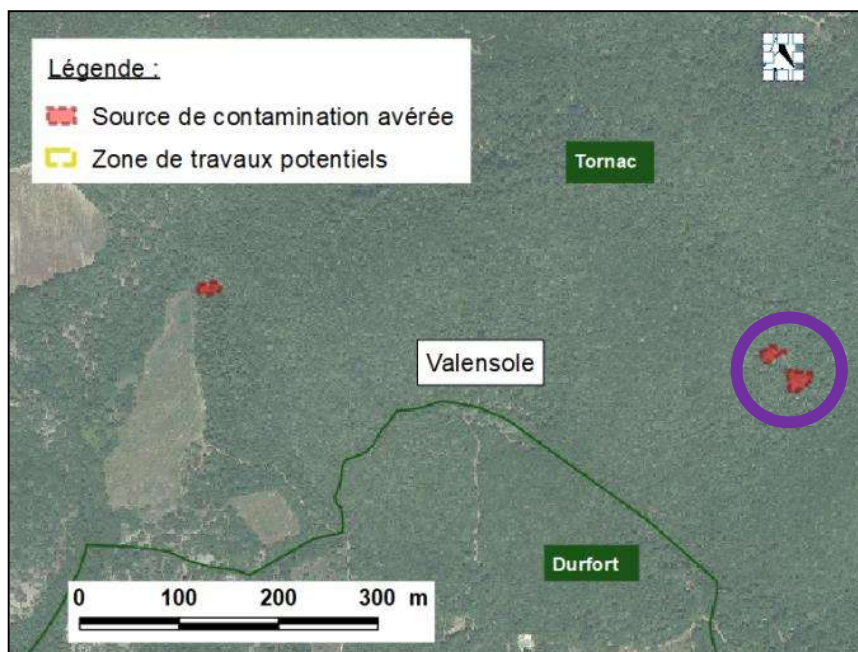 Légende :
Source de contamination avérée
Zone de travaux potentiels
Tornac
Valensole
Durfort
0 100 200 300 m